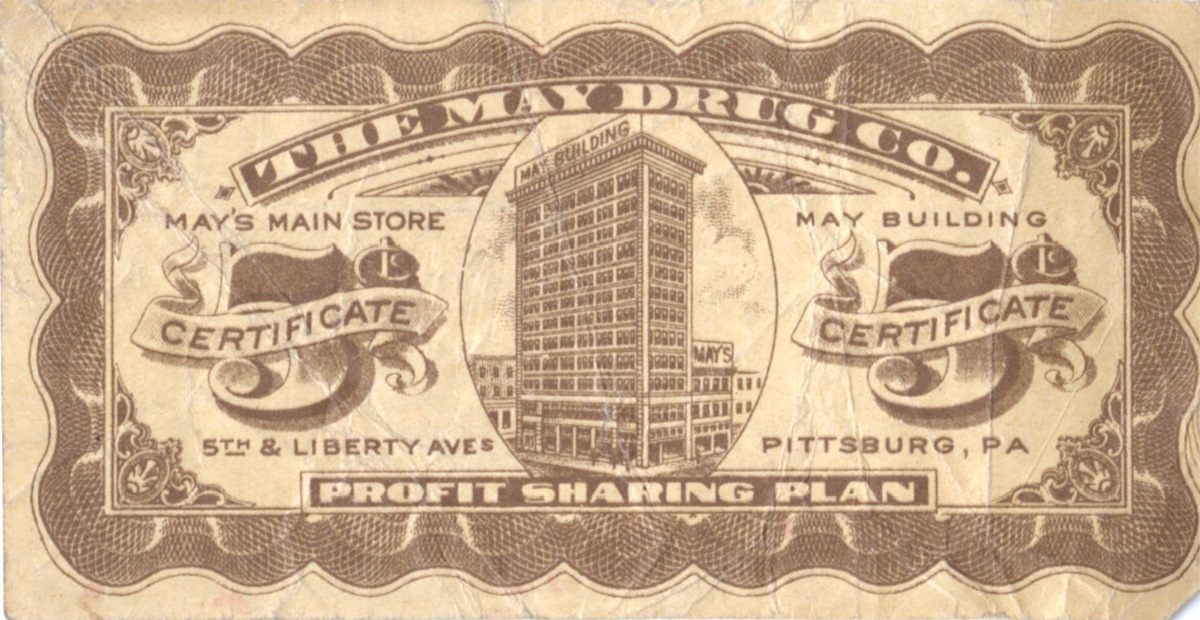 THE MAY DRUG CO.
MAY BUILDING
MAY'S MAIN STORE
MAY BUILDING
5¢
CERTIFICATE
5¢
CERTIFICATE
MAY'S
5TH & LIBERTY AVES
PITTSBURG, PA
PROFIT SHARING PLAN